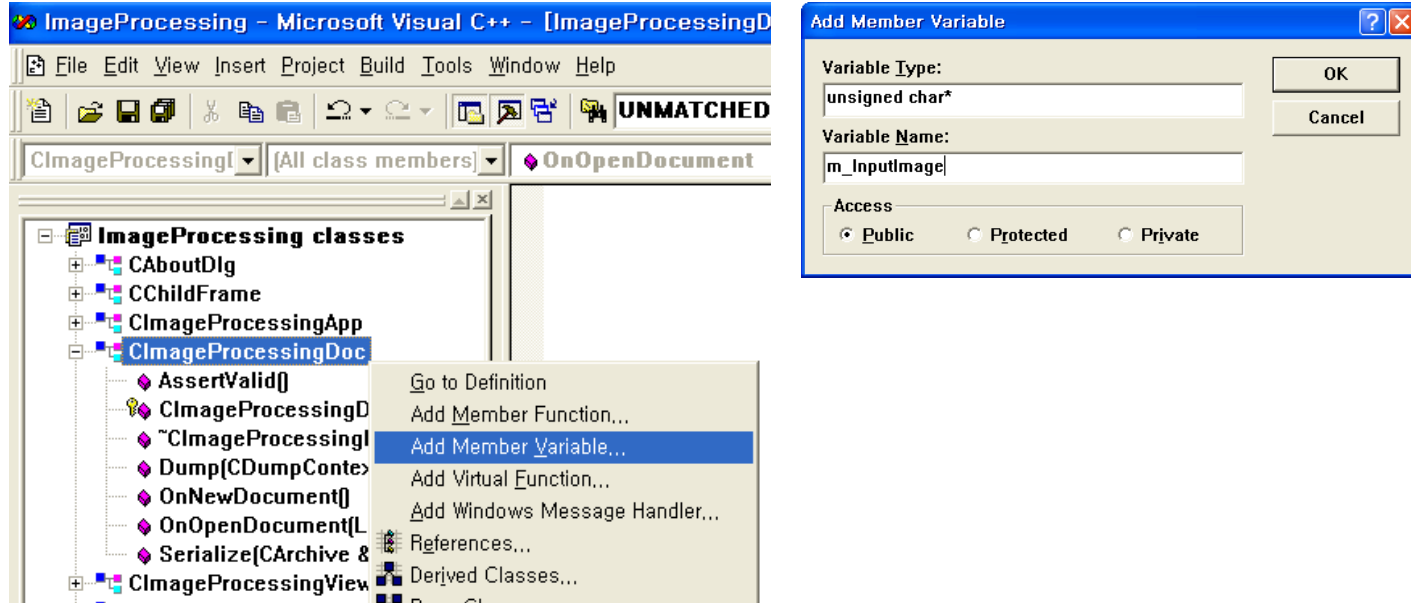 ImageProcessing - Microsoft Visual C++ - [ImageProcessingD
File Edit View Insert Project Build Tools Window Help
UNMATCHED
CImageProcessing (All class members) OnOpenDocument
ImageProcessing classes
CAboutDlg
CChildFrame
CImageProcessingApp
CImageProcessingDoc
AssertValid()
CImageProcessingD
~CImageProcessing
Dump(CDumpContex
OnNewDocument()
OnOpenDocument(L
Serialize(CArchive &
CImageProcessingView
Go to Definition
Add Member Function...
Add Member Variable...
Add Virtual Function...
Add Windows Message Handler...
References...
Derived Classes...
Add Member Variable
Variable Type:
OK
unsigned char*
Cancel
Variable Name:
m_InputImage
Access
Public Protected Private